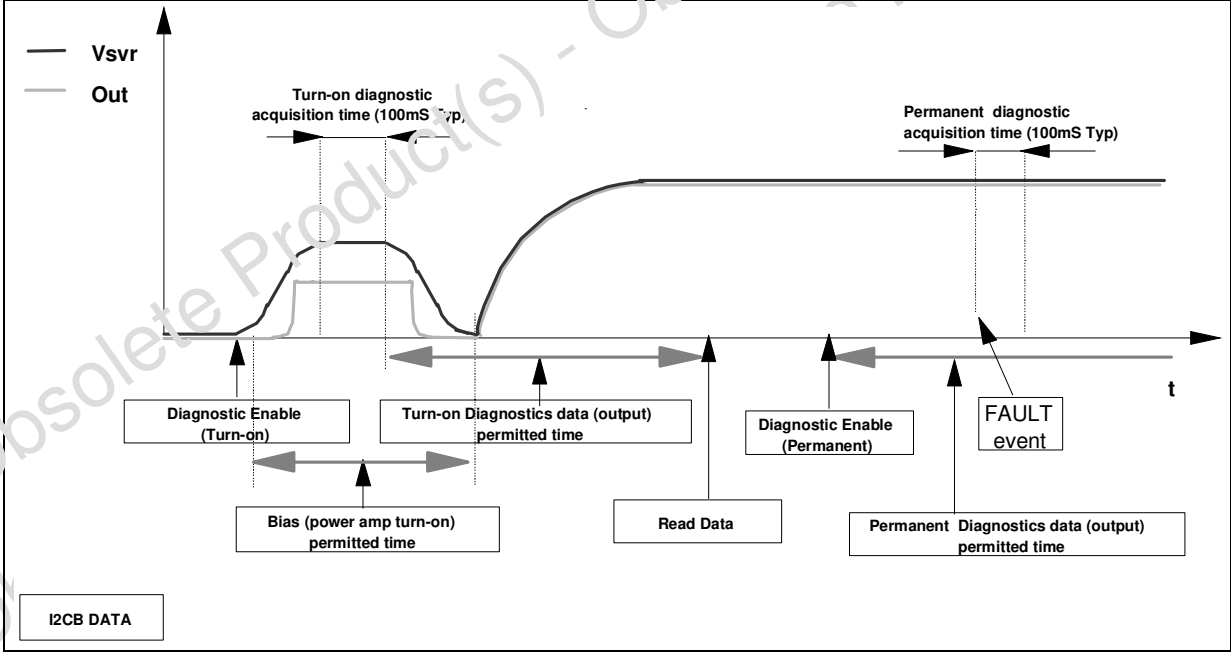 Vsvr
Out
Turn-on diagnostic
acquisition time (100mS Typ)
Permanent diagnostic
acquisition time (100mS Typ)
t
Diagnostic Enable
(Turn-on)
Turn-on Diagnostics data (output)
permitted time
Diagnostic Enable
(Permanent)
FAULT
event
Bias (power amp turn-on)
permitted time
Read Data
Permanent Diagnostics data (output)
permitted time
I2CB DATA
Obsolete Product(s) - Ob